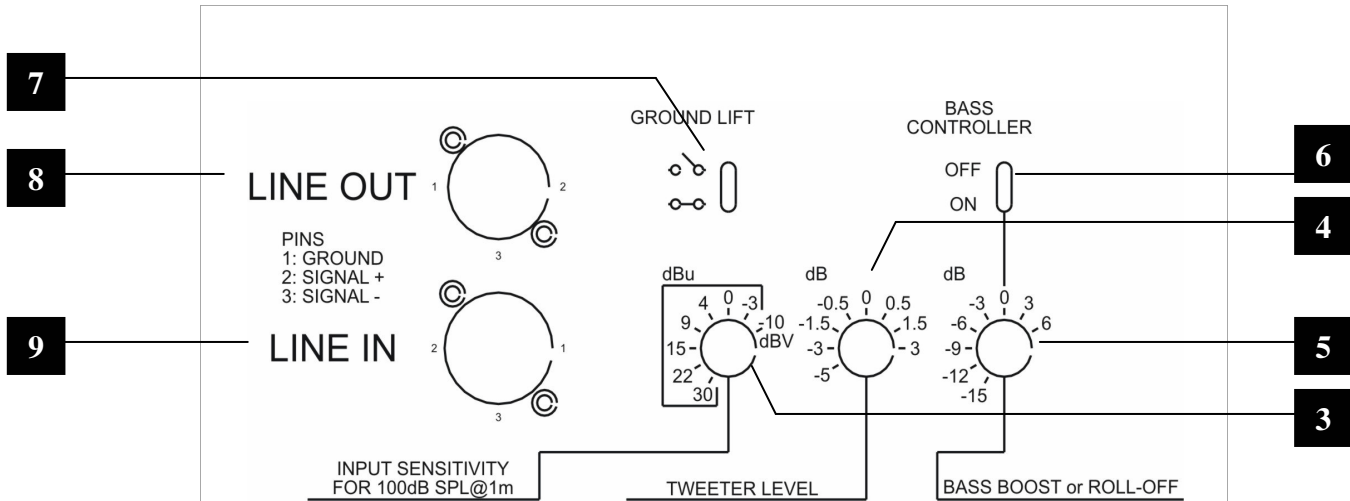 7
GROUND LIFT
BASS
CONTROLLER
8
LINE OUT
1
2
3
OFF
ON
6
4
PINS
1: GROUND
2: SIGNAL +
3: SIGNAL -
9
LINE IN
2
1
3
dBu
30
22
15
9
4
0
-3
-10
dBV
dB
-5
-3
-1.5
-0.5
0
0.5
1.5
3
dB
-15
-12
-9
-6
-3
0
3
6
5
3
INPUT SENSITIVITY
FOR 100dB SPL@1m
TWEETER LEVEL
BASS BOOST or ROLL-OFF